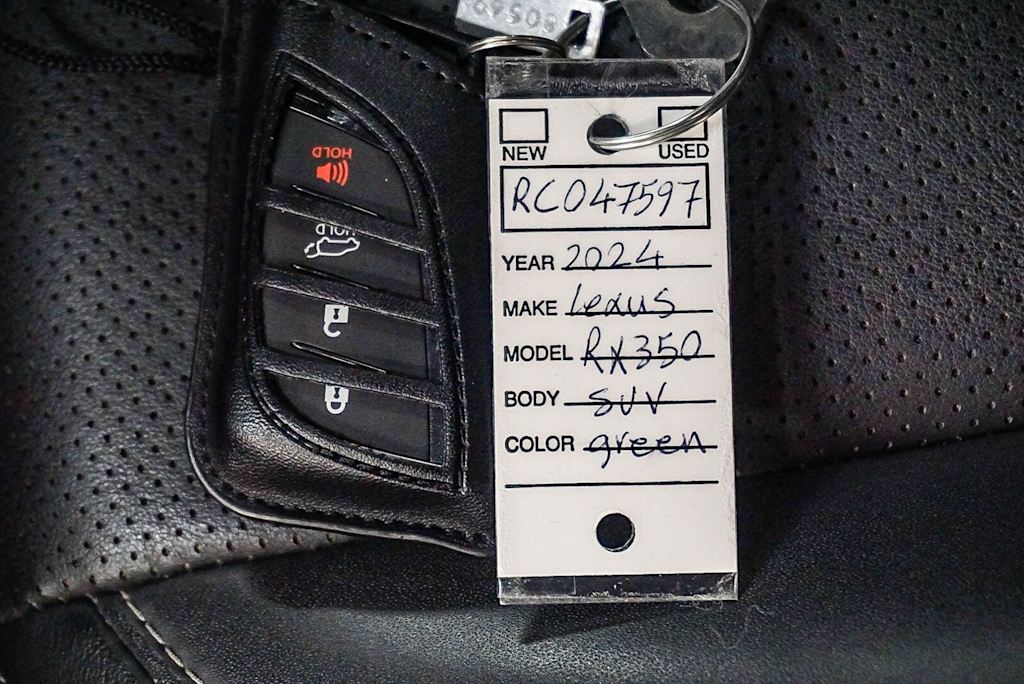 HOLD
HOLD
NEW USED
RC047597
YEAR 2024
MAKE Lexus
MODEL RX350
BODY SUV
COLOR green